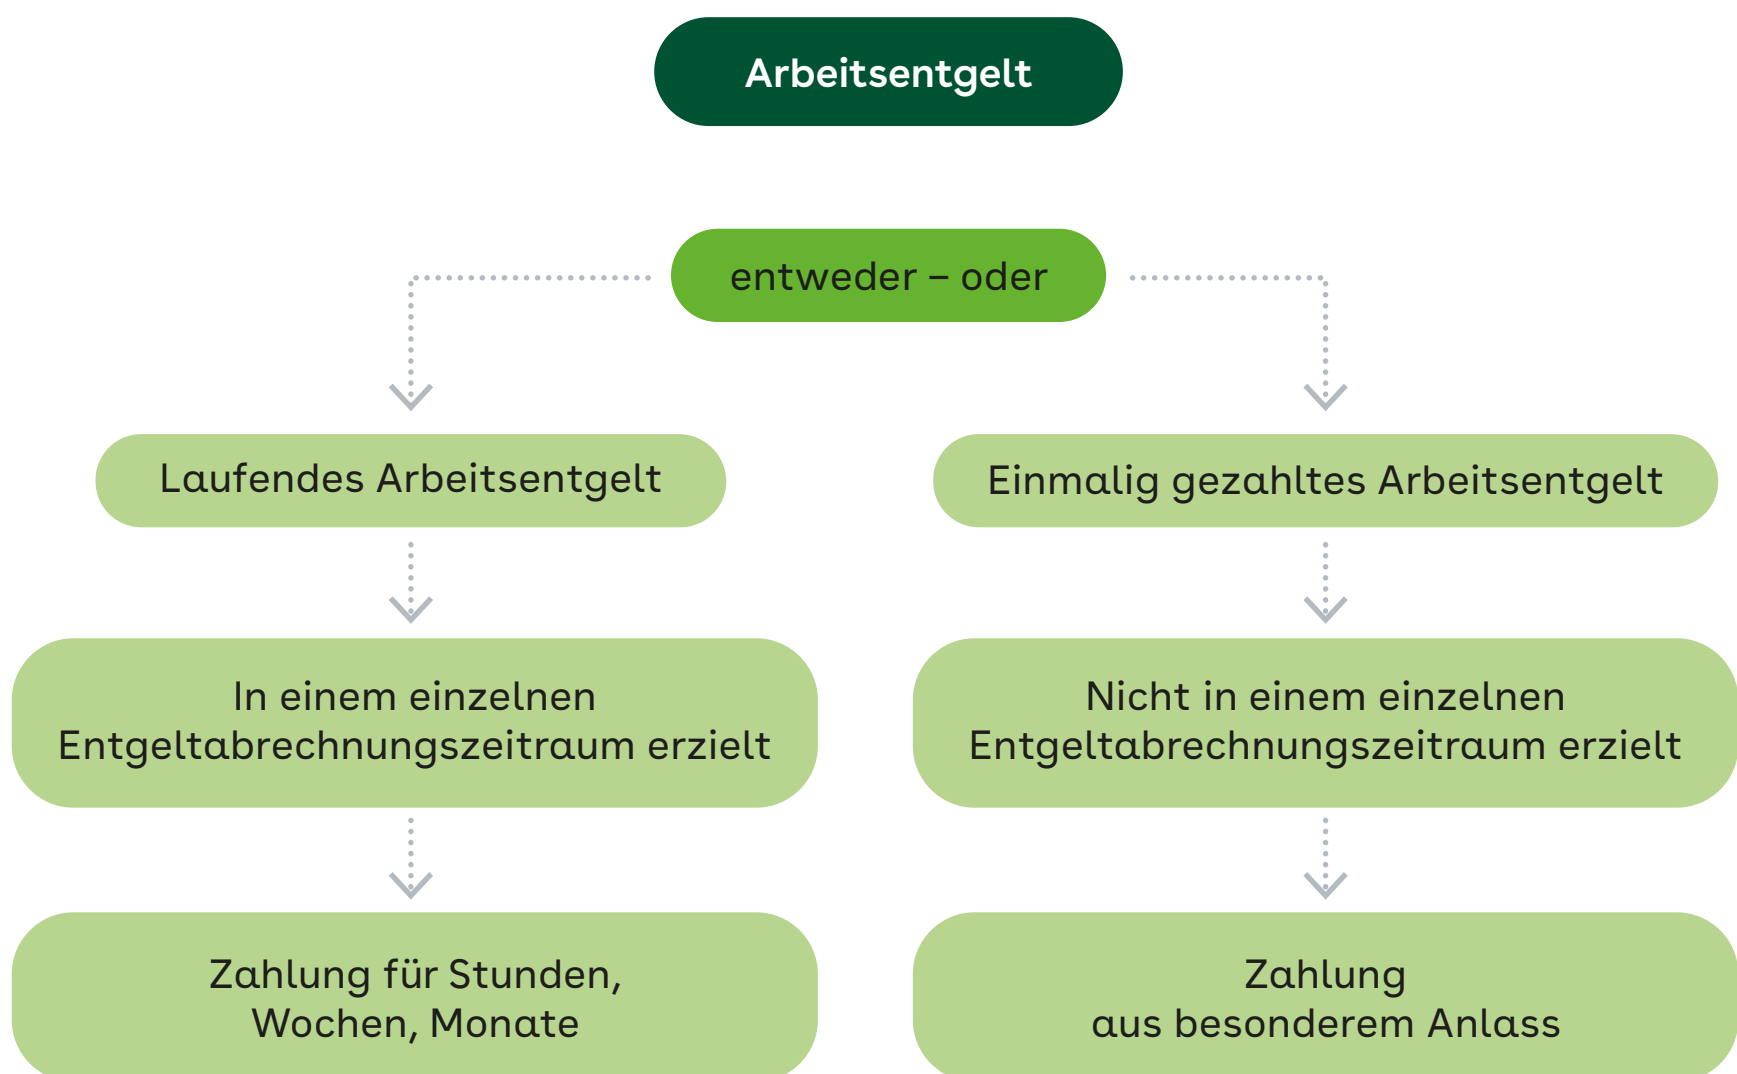 Arbeitsentgelt
entweder – oder
Laufendes Arbeitsentgelt
Einmalig gezahltes Arbeitsentgelt
In einem einzelnen
Entgeltabrechnungszeitraum erzielt
Nicht in einem einzelnen
Entgeltabrechnungszeitraum erzielt
Zahlung für Stunden,
Wochen, Monate
Zahlung
aus besonderem Anlass